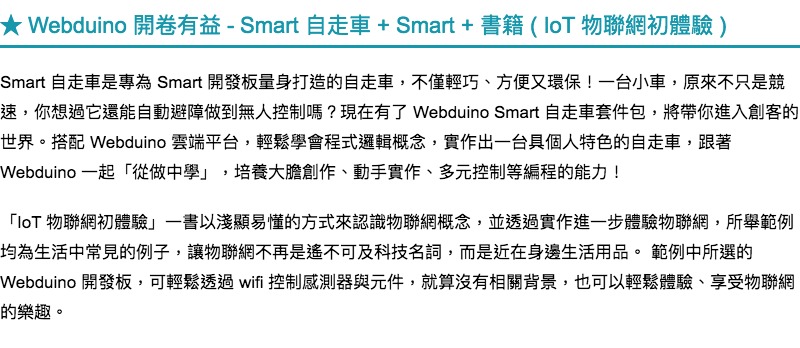 ★ Webduino 開卷有益 - Smart 自走車 + Smart + 書籍 ( IoT 物聯網初體驗 )
Smart 自走車是專為 Smart 開發板量身打造的自走車，不僅輕巧、方便又環保！一台小車，原來不只是競
速，你想過它還能自動避障做到無人控制嗎？現在有了 Webduino Smart 自走車套件包，將帶你進入創客的
世界。搭配 Webduino 雲端平台，輕鬆學會程式邏輯概念，實作出一台具個人特色的自走車，跟著
Webduino 一起「從做中學」，培養大膽創作、動手實作、多元控制等編程的能力！
「IoT 物聯網初體驗」一書以淺顯易懂的方式來認識物聯網概念，並透過實作進一步體驗物聯網，所舉範例
均為生活中常見的例子，讓物聯網不再是遙不可及科技名詞，而是近在身邊生活用品。 範例中所選的
Webduino 開發板，可輕鬆透過 wifi 控制感測器與元件，就算沒有相關背景，也可以輕鬆體驗、享受物聯網
的樂趣。